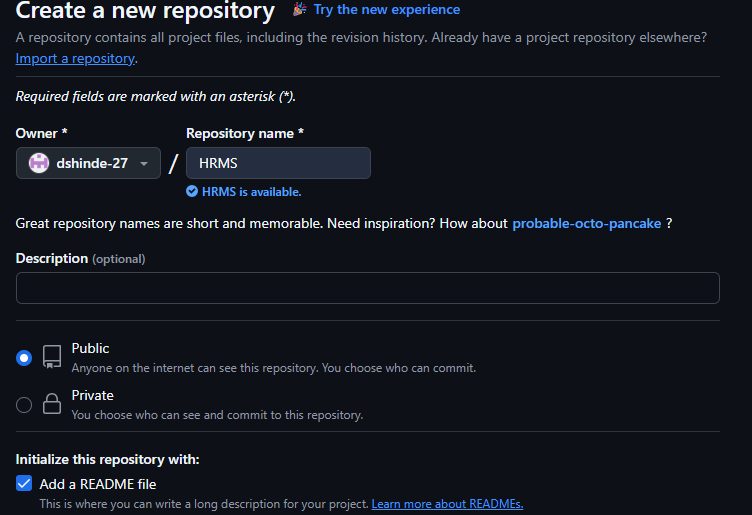 Create a new repository Try the new experience
A repository contains all project files, including the revision history. Already have a project repository elsewhere?
Import a repository.
Required fields are marked with an asterisk (*).
Owner * Repository name *
dshinde-27 / HRMS
HRMS is available.
Great repository names are short and memorable. Need inspiration? How about probable-octo-pancake ?
Description (optional)
Public
Anyone on the internet can see this repository. You choose who can commit.
Private
You choose who can see and commit to this repository.
Initialize this repository with:
Add a README file
This is where you can write a long description for your project. Learn more about READMEs.